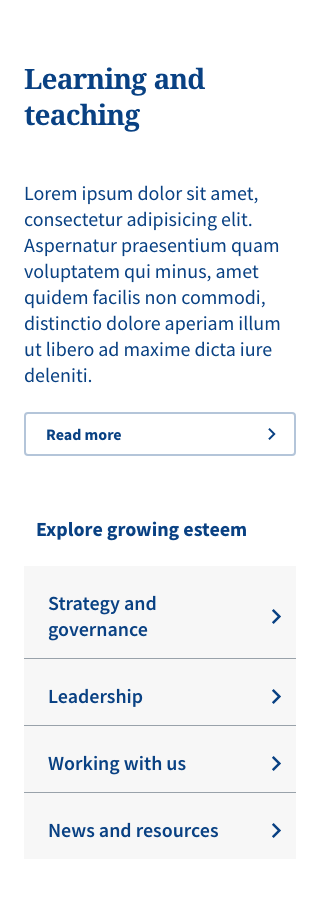 Learning and
teaching
Lorem ipsum dolor sit amet,
consectetur adipisicing elit.
Aspernatur praesentium quam
voluptatem qui minus, amet
quidem facilis non commodi,
distinctio dolore aperiam illum
ut libero ad maxime dicta iure
deleniti.
Read more
Explore growing esteem
Strategy and
governance
Leadership
Working with us
News and resources